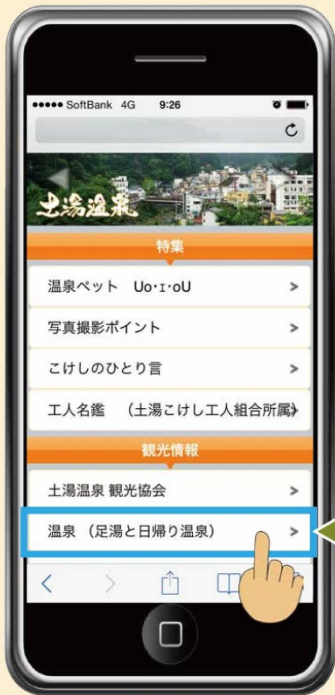 SoftBank 4G 9:26
土湯温泉
特集
温泉ペット Uo・ɪ・oU >
写真撮影ポイント >
こけしのひとり言 >
工人名鑑 （土湯こけし工人組合所属）>
観光情報
土湯温泉 観光協会 >
温泉 （足湯と日帰り温泉） >